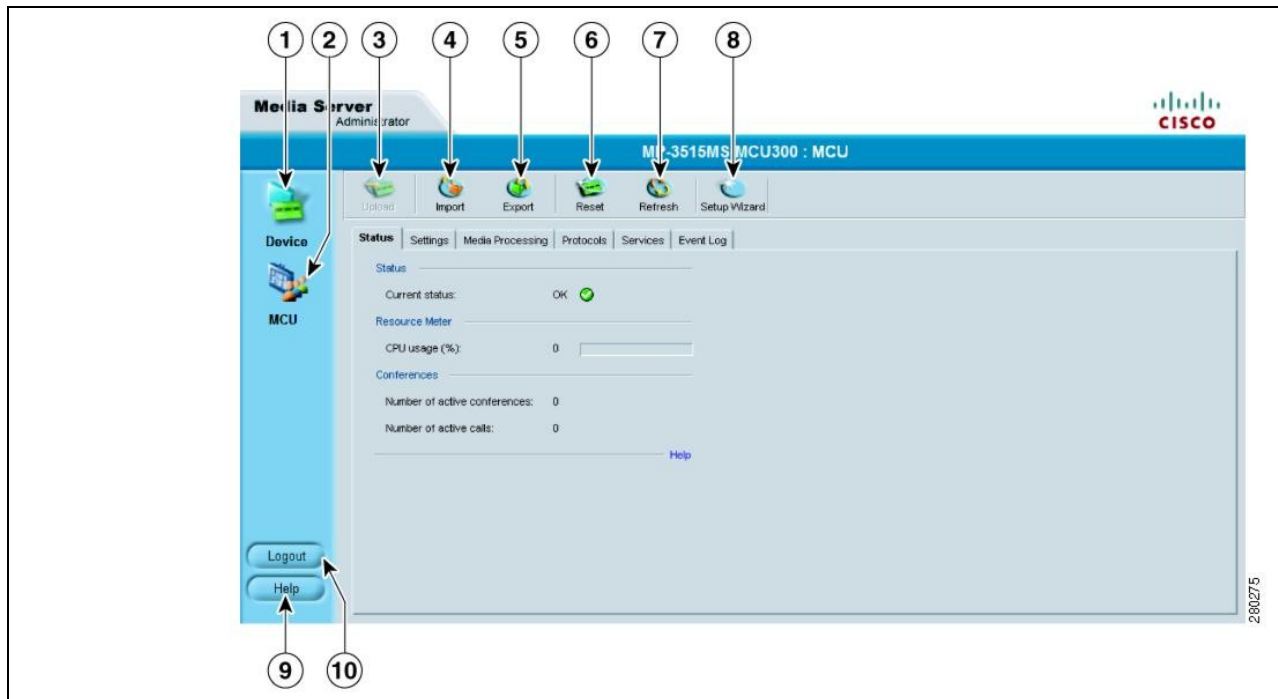 1 2 3 4 5 6 7 8
Media Server
Administrator
CISCO
MP-3515MS/MCU300 : MCU
Upload Import Export Reset Refresh Setup Wizard
Device
Status Settings Media Processing Protocols Services Event Log
Status
Current status: OK
MCU
Resource Meter
CPU usage (%): 0
Conferences
Number of active conferences: 0
Number of active calls: 0
Help
Logout
Help
280275
9 10